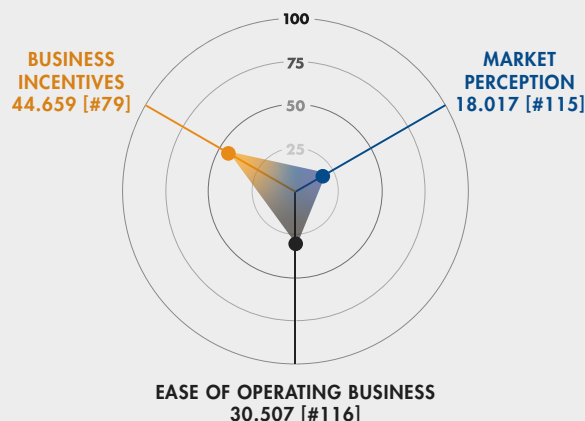 100
75
50
25
BUSINESS
INCENTIVES
44.659 [#79]
MARKET
PERCEPTION
18.017 [#115]
EASE OF OPERATING BUSINESS
30.507 [#116]